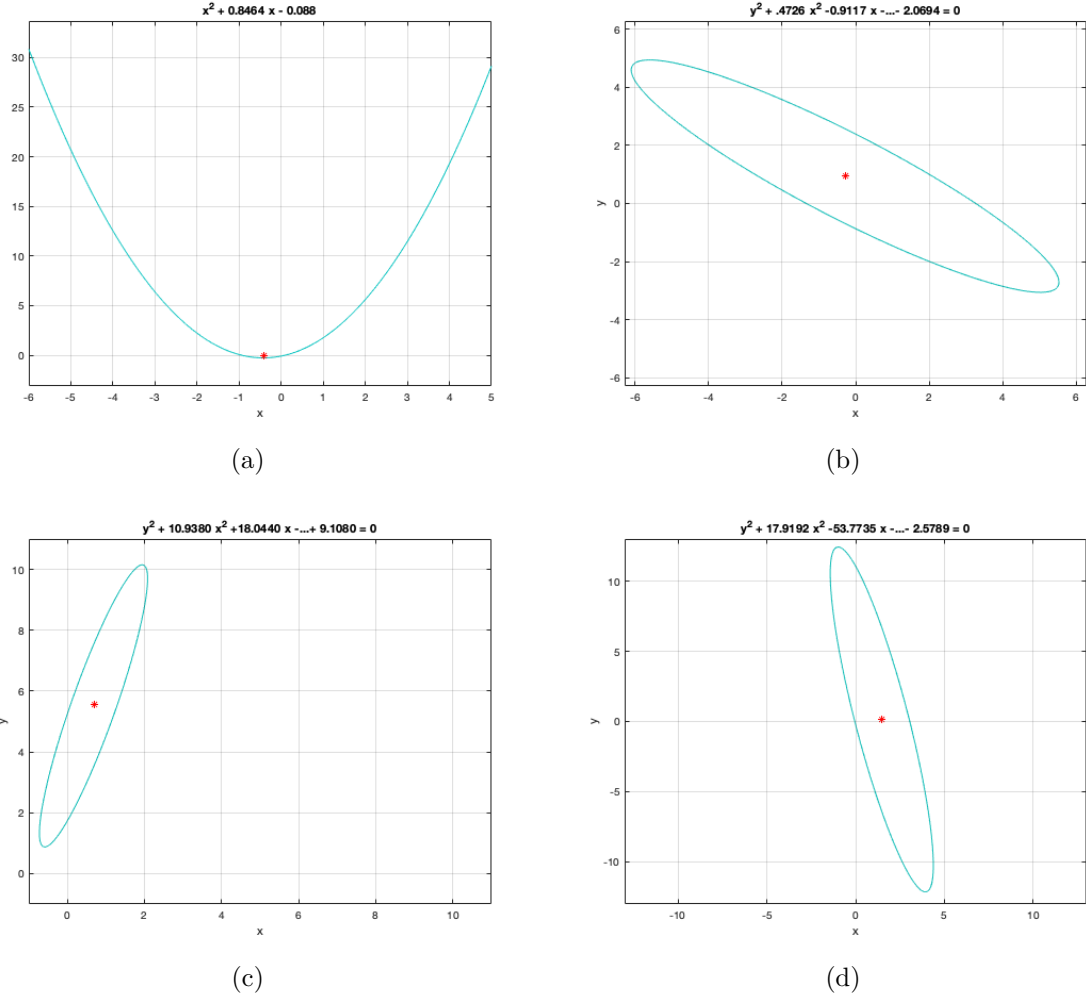 x² + 0.8464 x - 0.088
30
25
20
15
10
5
0
-6 -5 -4 -3 -2 -1 0 1 2 3 4 5
x
(a)
y² + .4726 x² -0.9117 x -...- 2.0694 = 0
6
4
2
0
-2
-4
-6
y
-6 -4 -2 0 2 4 6
x
(b)
y² + 10.9380 x² +18.0440 x -...+ 9.1080 = 0
10
8
6
4
2
0
y
0 2 4 6 8 10
x
(c)
y² + 17.9192 x² -53.7735 x -...- 2.5789 = 0
10
5
0
-5
-10
y
-10 -5 0 5 10
x
(d)